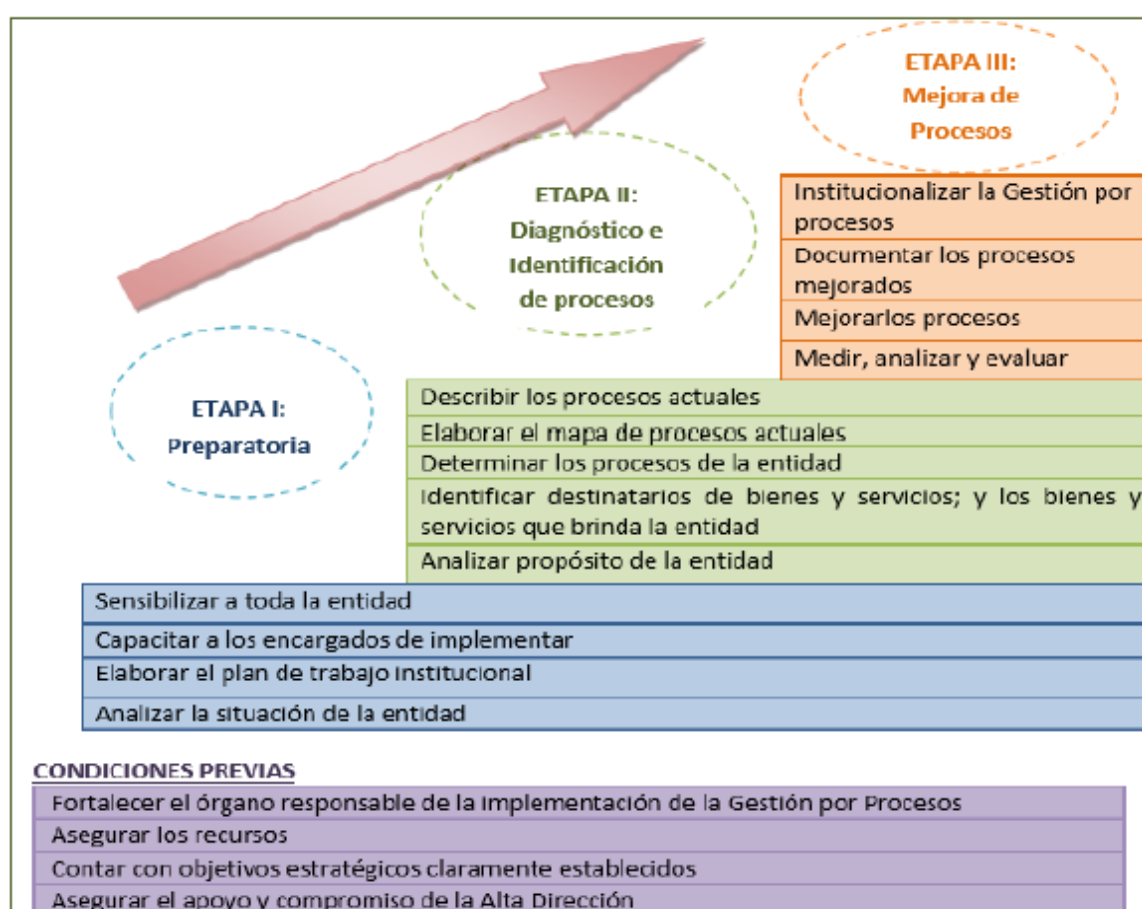 ETAPA III:
Mejora de
Procesos
ETAPA II:
Diagnóstico e
Identificación
de procesos
ETAPA I:
Preparatoria
Institucionalizar la Gestión por
procesos
Documentar los procesos
mejorados
Mejorarlos procesos
Medir, analizar y evaluar
Describir los procesos actuales
Elaborar el mapa de procesos actuales
Determinar los procesos de la entidad
Identificar destinatarios de bienes y servicios; y los bienes y
servicios que brinda la entidad
Analizar propósito de la entidad
Sensibilizar a toda la entidad
Capacitar a los encargados de implementar
Elaborar el plan de trabajo institucional
Analizar la situación de la entidad
CONDICIONES PREVIAS
Fortalecer el órgano responsable de la implementación de la Gestión por Procesos
Asegurar los recursos
Contar con objetivos estratégicos claramente establecidos
Asegurar el apoyo y compromiso de la Alta Dirección